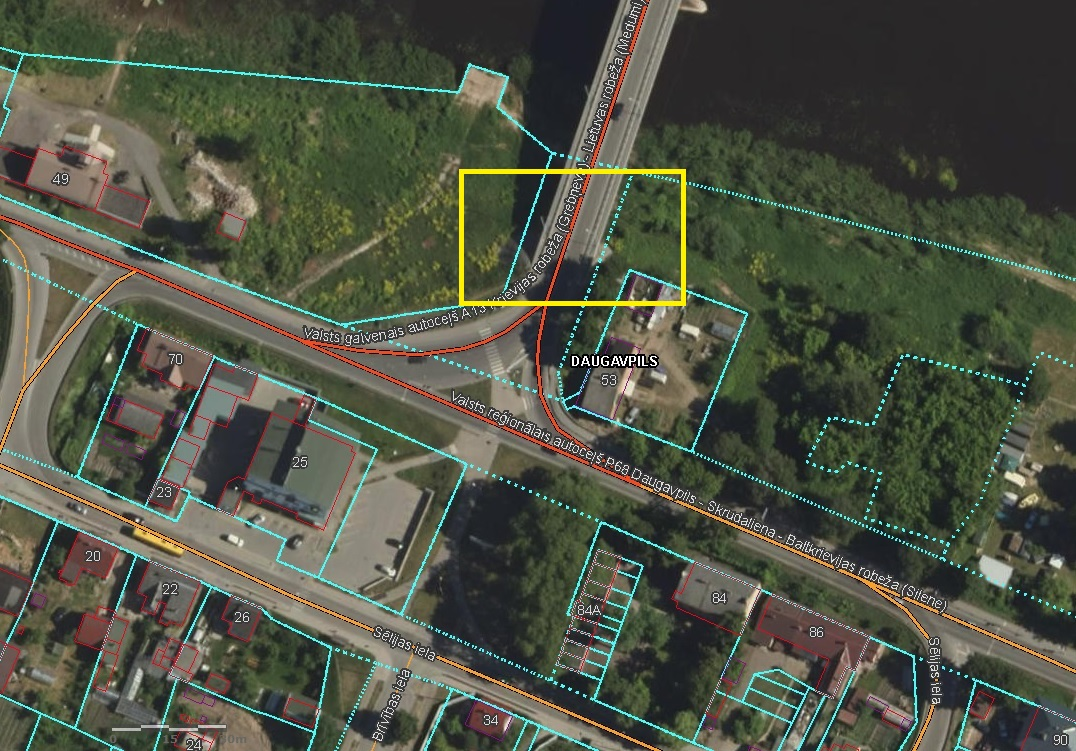 Valsts galvenais autoceļš A13 Krievijas robeža (Grebņeva) - Lietuvas robeža (Medumi)
49
DAUGAVPILS
53
70
Valsts reģionālais autoceļš P68 Daugavpils - Skrudaliena - Baltkrievijas robeža (Silene)
25
23
20
22
26
84A
84
86
Sēlijas iela
Sēlijas iela
Brīvības iela
34
24
90